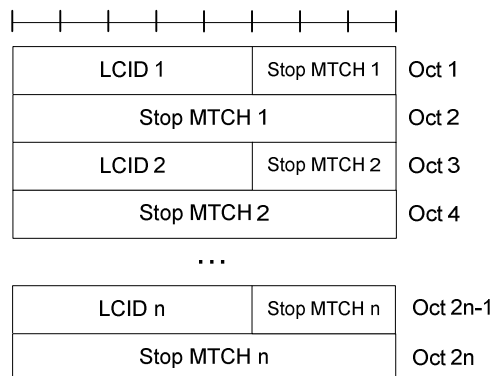 LCID 1 Stop MTCH 1 Oct 1
Stop MTCH 1 Oct 2
LCID 2 Stop MTCH 2 Oct 3
Stop MTCH 2 Oct 4
...
LCID n Stop MTCH n Oct 2n-1
Stop MTCH n Oct 2n